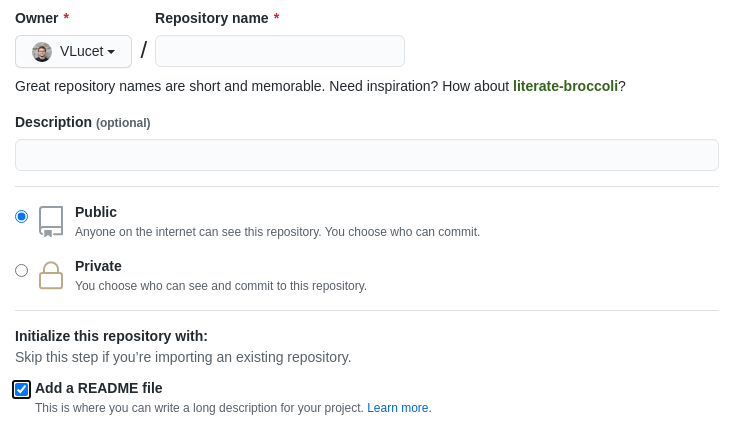 Owner * Repository name *
VLucet /
Great repository names are short and memorable. Need inspiration? How about literate-broccoli?
Description (optional)
Public
Anyone on the internet can see this repository. You choose who can commit.
Private
You choose who can see and commit to this repository.
Initialize this repository with:
Skip this step if you’re importing an existing repository.
Add a README file
This is where you can write a long description for your project. Learn more.